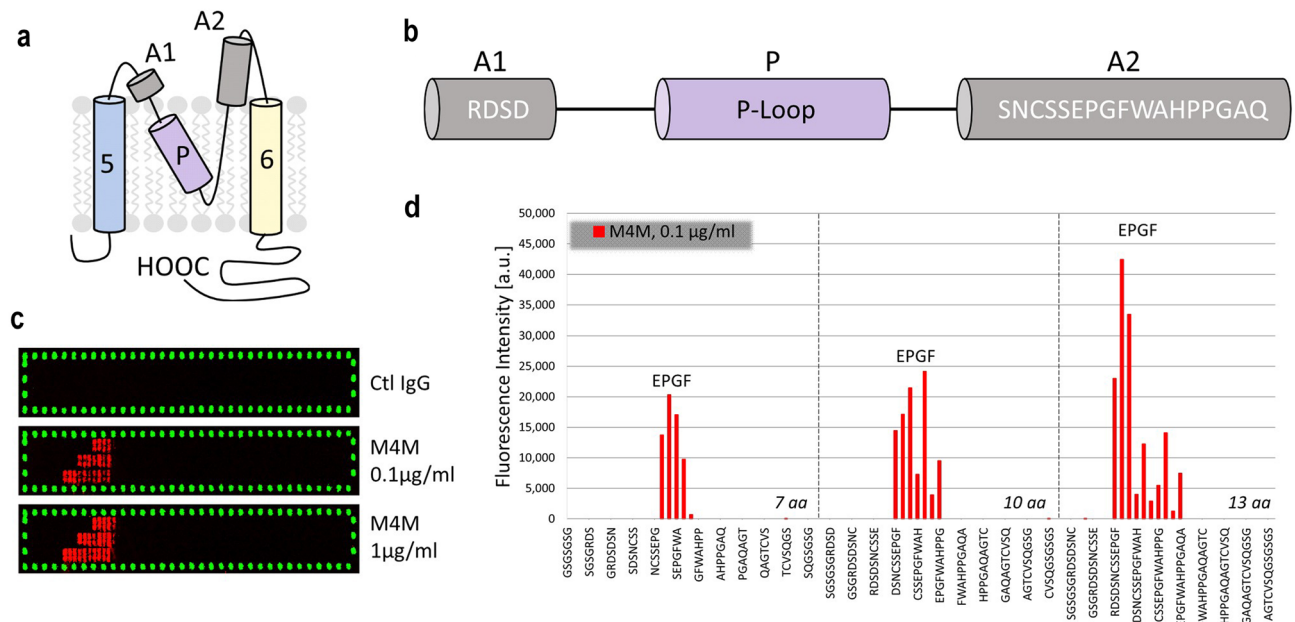 a
A2
A1
5
P
6
HOOC
b
A1
P
A2
RDSD
P-Loop
SNCSSEPGFWAHPPGAQ
c
Ctl IgG
M4M
0.1µg/ml
M4M
1µg/ml
d
Fluorescence Intensity [a.u.]
50,000
45,000
40,000
35,000
30,000
25,000
20,000
15,000
10,000
5,000
0
M4M, 0.1 µg/ml
EPGF
EPGF
EPGF
7 aa
10 aa
13 aa
GSGSGSG
SGSGRDS
GRDSDSN
SDSNCSS
NCSSEPG
SEPGFWA
GFWAHPP
AHPPGAQ
PGAQAGT
QAGTCVS
TCVSQGS
SQGSGSG
SGSGSGRDSD
GSGRDSDSNC
RDSDSNCSSE
DSNCSSEPGF
CSSEPGFWAH
EPGFWAHPPG
FWAHPPGAQA
HPPGAQAGTC
GAQAGTCVSQ
AGTCVSQGSG
CVSQGSGSGS
SGSGSGRDSDSNC
GSGRDSDSNCSSE
RDSDSNCSSEPGF
DSNCSSEPGFWAH
CSSEPGFWAHPPG
EPGFWAHPPGAQA
WAHPPGAQAGTC
HPPGAQAGTCVSQ
GAQAGTCVSQGSG
AGTCVSQGSGSGS